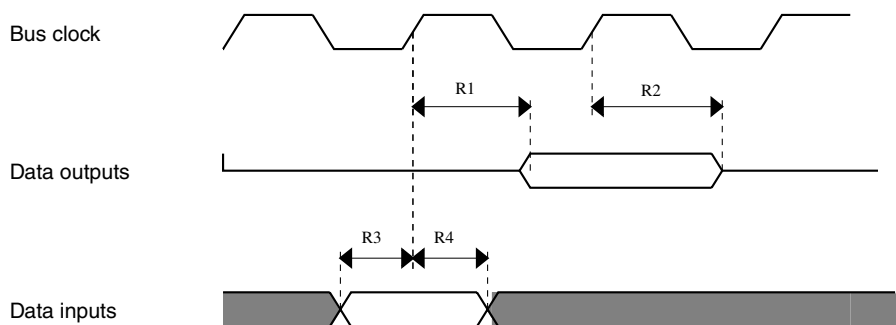 Bus clock
R1
R2
Data outputs
R3
R4
Data inputs